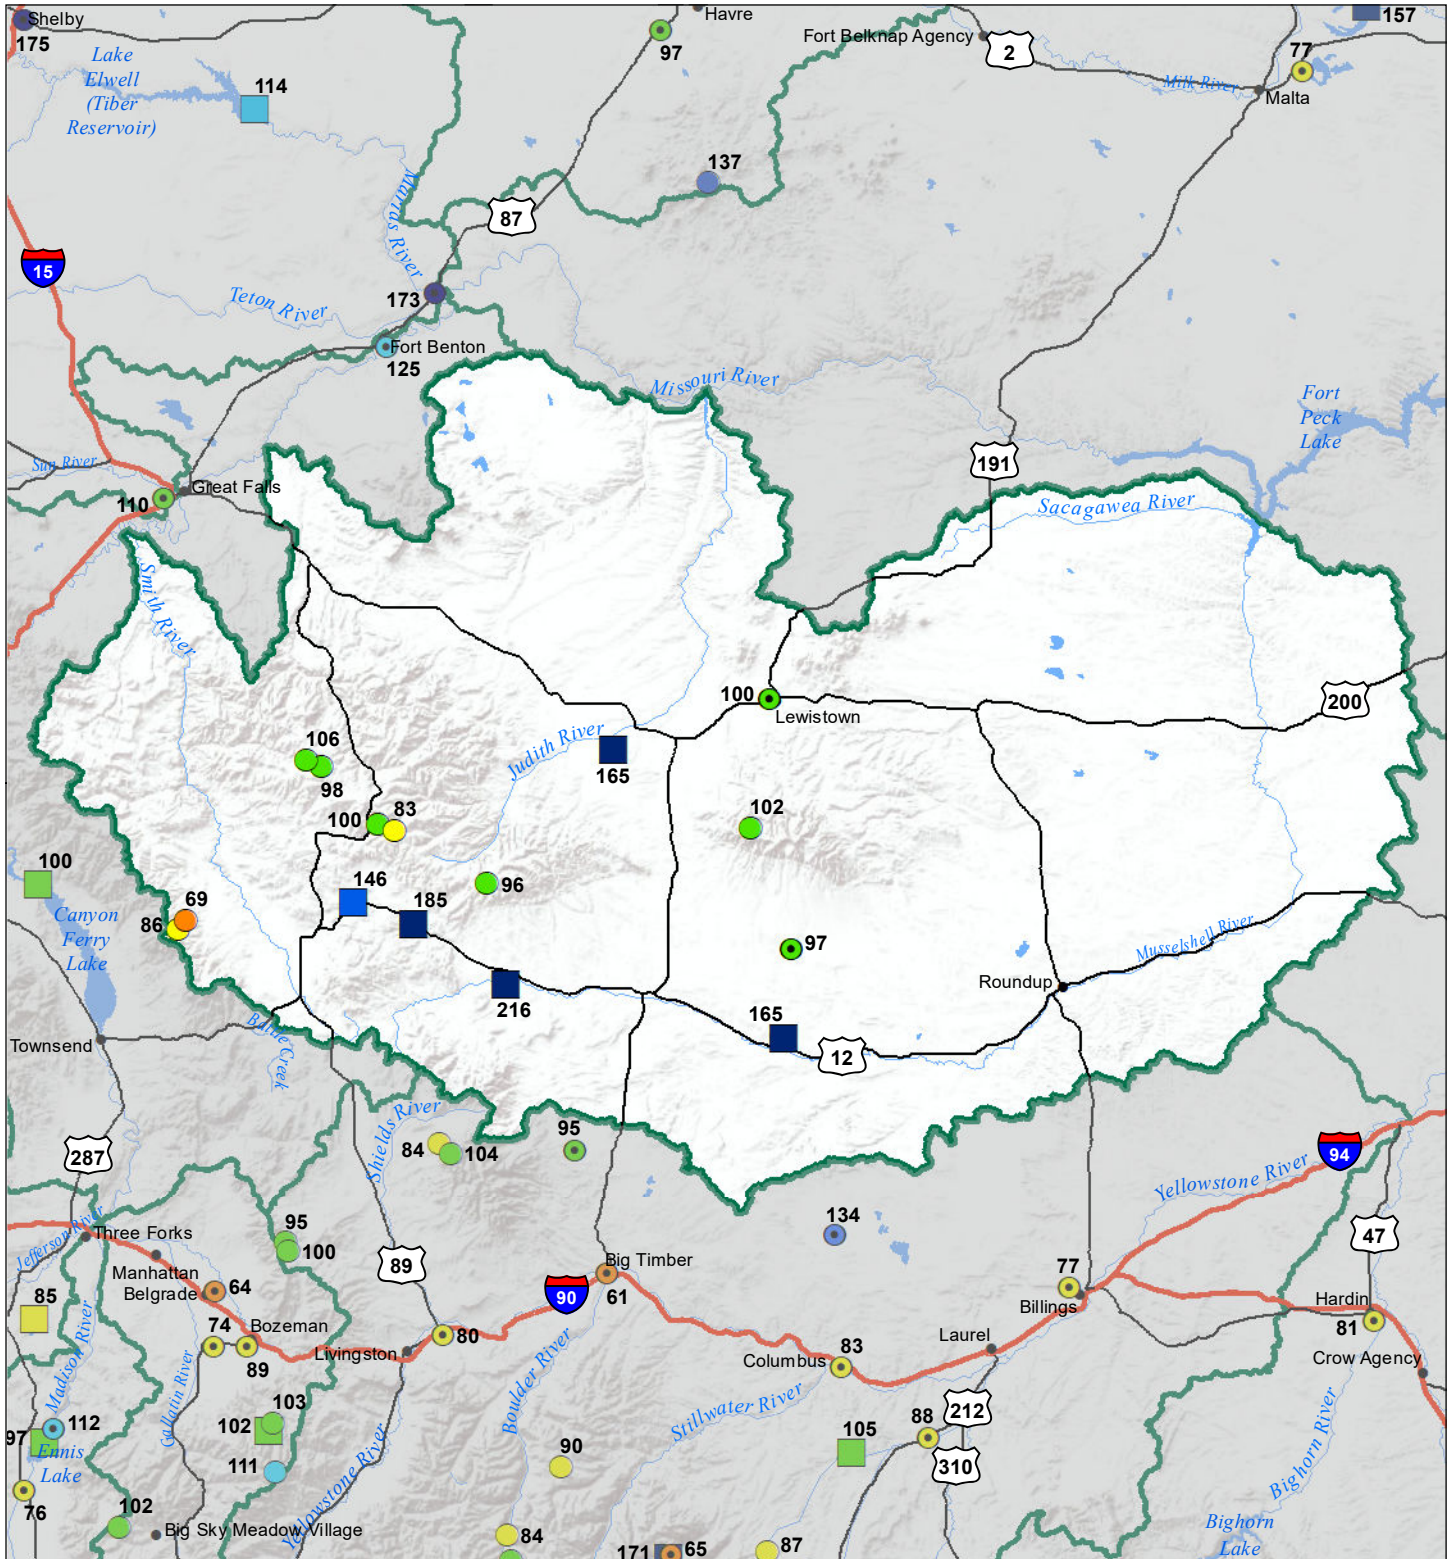 Shelby
175
Havre
97
Fort Belknap Agency
2
157
77
Malta
Milk River
Lake
Elwell
(Tiber
Reservoir)
114
137
Marias River
87
15
Teton River
173
Fort Benton
125
Missouri River
Fort
Peck
Lake
191
Sun River
Great Falls
110
Sacagawea River
Smith River
200
100
Lewistown
106
98
Judith River
165
100
83
102
100
96
146
185
69
86
Canyon
Ferry
Lake
97
Musselshell River
Roundup
216
165
12
Townsend
Battle Creek
287
Shields River
84
104
95
94
Yellowstone River
134
47
Jefferson River
Three Forks
95
100
Manhattan
Belgrade
64
89
Big Timber
61
90
77
Billings
Hardin
81
85
Madison River
74
Bozeman
89
Livingston
80
Laurel
83
Columbus
Crow Agency
Gallatin River
Boulder River
Stillwater River
212
310
88
105
103
102
111
112
97
Ennis
Lake
76
102
Big Sky Meadow Village
Yellowstone River
90
84
171
65
87
Bighorn River
Bighorn
Lake